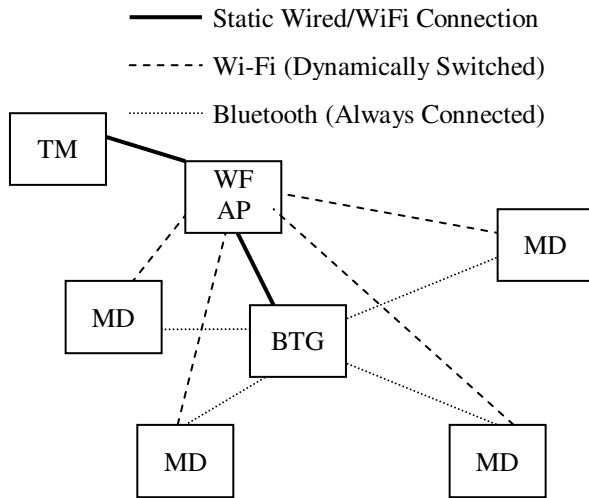 Static Wired/WiFi Connection
Wi-Fi (Dynamically Switched)
Bluetooth (Always Connected)
TM
WF
AP
MD
MD
BTG
MD
MD